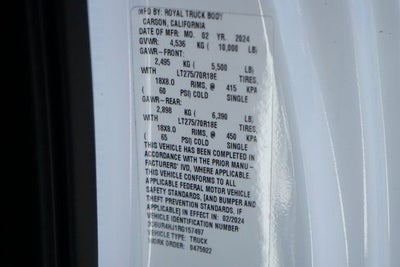 MFD BY: ROYAL TRUCK BODY
CARSON, CALIFORNIA
DATE OF MFR: MO. 02 YR. 2024
GVWR: 4,536 KG ( 10,000 LB)
GAWR-FRONT:
2,495 KG ( 5,500 LB)
WITH LT275/70R18E TIRES,
18X8.0 RIMS, @ 415 KPA
( 60 PSI) COLD SINGLE
GAWR-REAR:
2,898 KG ( 6,390 LB)
WITH LT275/70R18E TIRES,
18X8.0 RIMS, @ 450 KPA
( 65 PSI) COLD SINGLE
THIS VEHICLE HAS BEEN COMPLETED IN
ACCORDANCE WITH THE PRIOR MANU-
FACTURERS' IVD, WHERE APPLICABLE.
THIS VEHICLE CONFORMS TO ALL
APPLICABLE FEDERAL MOTOR VEHICLE
SAFETY STANDARDS, [AND BUMPER AND
THEFT PREVENTION STANDARDS, IF
APPLICABLE] IN EFFECT IN: 02/2024
VEHICLE IDENTIFICATION NUMBER
VEHICLE TYPE: TRUCK
WORK ORDER: 0475922